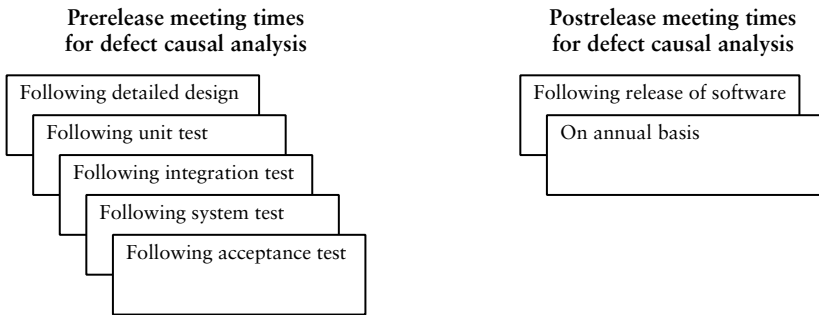 Prerelease meeting times
for defect causal analysis
Following detailed design
Following unit test
Following integration test
Following system test
Following acceptance test
Postrelease meeting times
for defect causal analysis
Following release of software
On annual basis